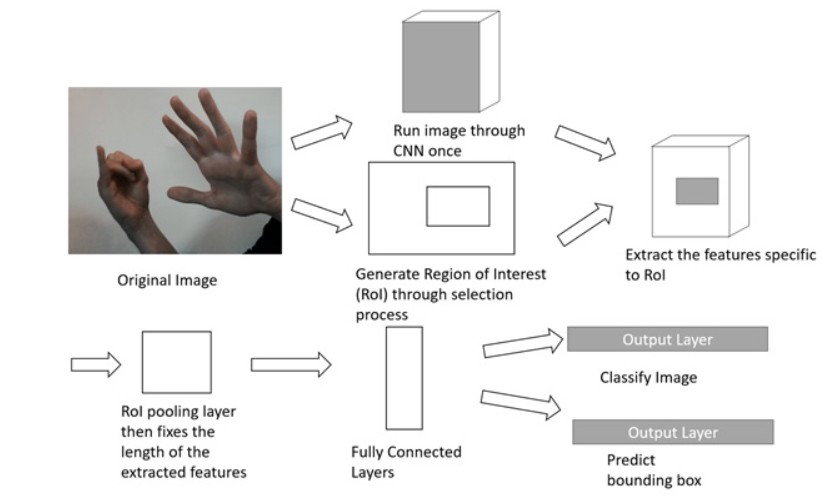 Run image through
CNN once
Original Image
Generate Region of Interest
(RoI) through selection
process
Extract the features specific
to RoI
RoI pooling layer
then fixes the
length of the
extracted features
Fully Connected
Layers
Output Layer
Classify Image
Output Layer
Predict
bounding box